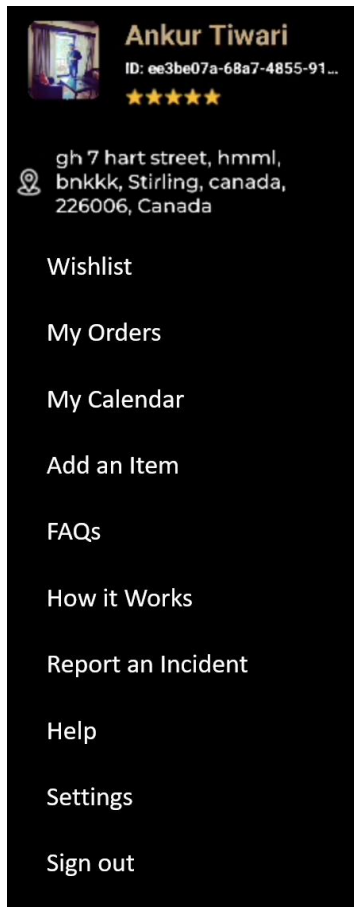 Ankur Tiwari
ID: ee3be07a-68a7-4855-91...
gh 7 hart street, hmml,
bnkkk, Stirling, canada,
226006, Canada
Wishlist
My Orders
My Calendar
Add an Item
FAQs
How it Works
Report an Incident
Help
Settings
Sign out